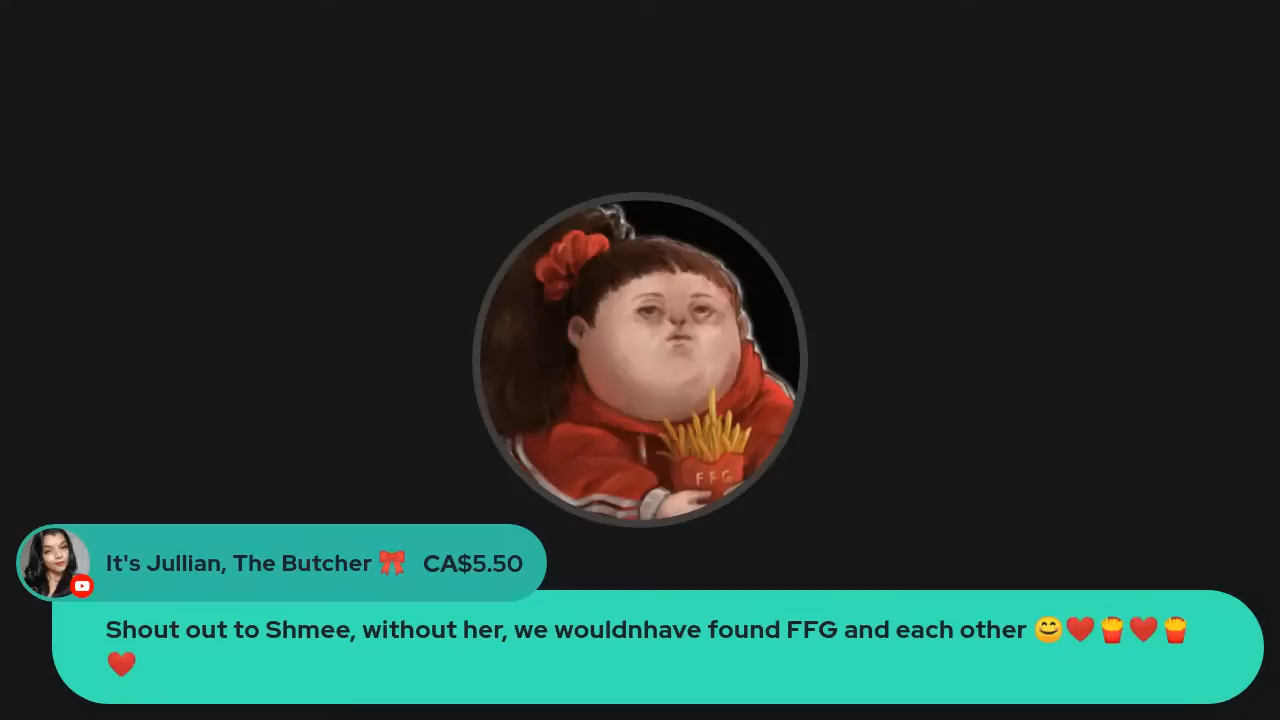 FFG
It's Jullian, The Butcher 🎀 CA$5.50
Shout out to Shmee, without her, we wouldnhave found FFG and each other 😊❤️🍟❤️🍟
❤️